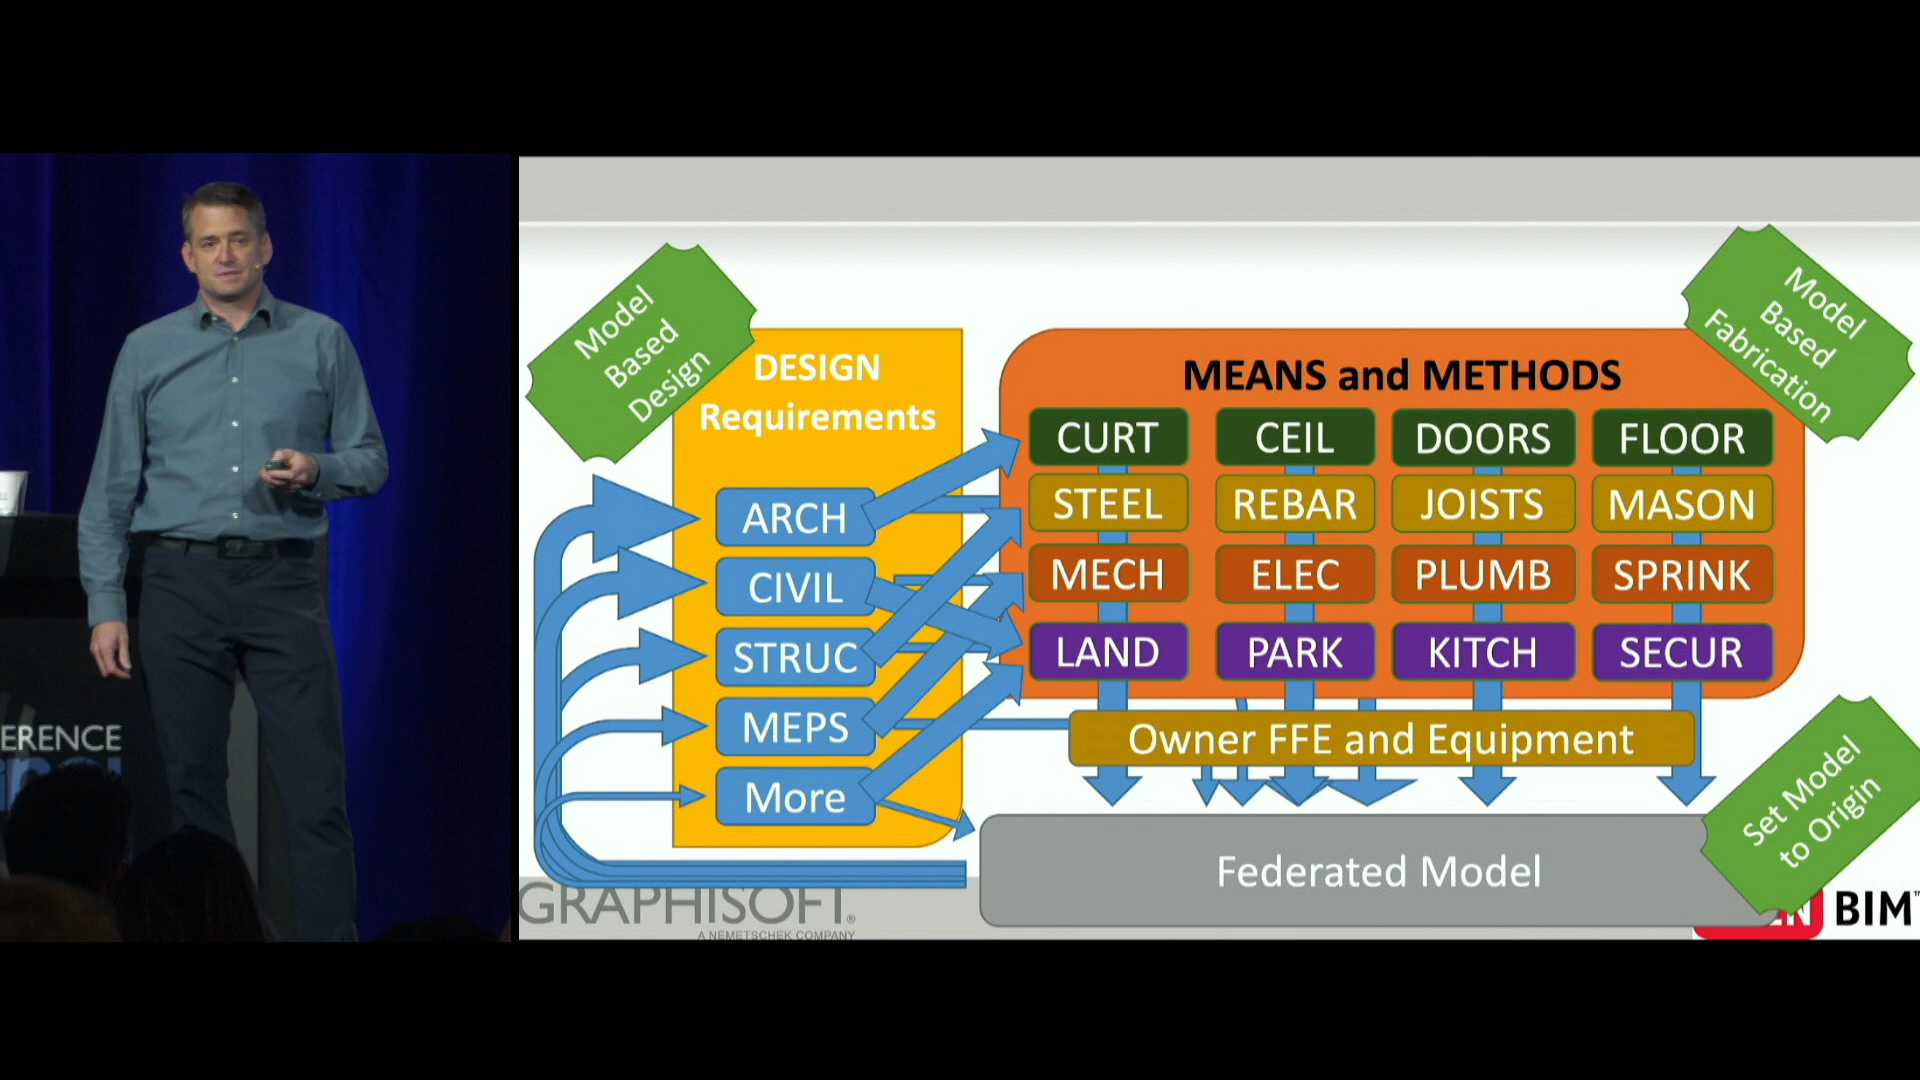 ERENCE
Model
Based
Design
DESIGN
Requirements
ARCH
CIVIL
STRUC
MEPS
More
MEANS and METHODS
CURT CEIL DOORS FLOOR
STEEL REBAR JOISTS MASON
MECH ELEC PLUMB SPRINK
LAND PARK KITCH SECUR
Owner FFE and Equipment
Federated Model
Model
Based
Fabrication
Set Model
to Origin
GRAPHISOFT®
A NEMETSCHEK COMPANY
BIM™